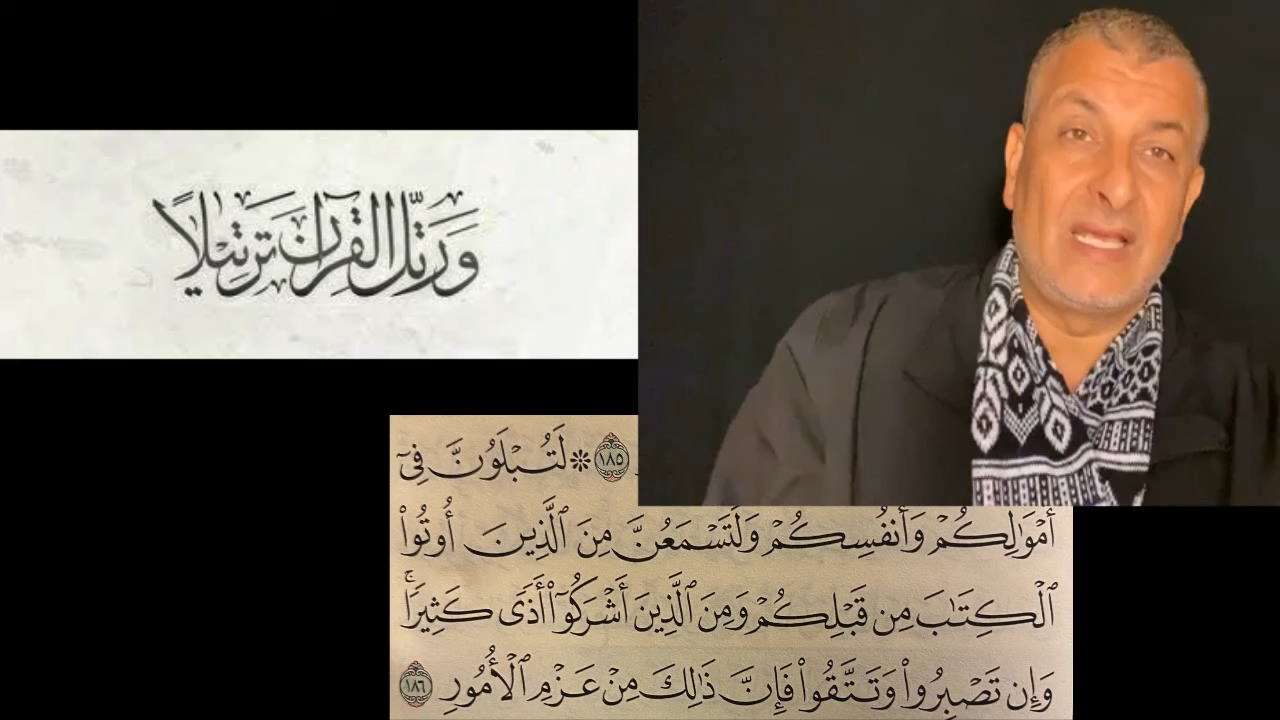 وَرَتِّلِ الْقُرْآنَ تَرْتِيلًا
١٨٥ ۞ لَتُبْلَوُنَّ فِىٓ
أَمْوَٰلِكُمْ وَأَنفُسِكُمْ وَلَتَسْمَعُنَّ مِنَ ٱلَّذِينَ أُوتُوا۟
ٱلْكِتَـٰبَ مِن قَبْلِكُمْ وَمِنَ ٱلَّذِينَ أَشْرَكُوٓا۟ أَذًى كَثِيرًا ۚ
وَإِن تَصْبِرُوا۟ وَتَتَّقُوا۟ فَإِنَّ ذَٰلِكَ مِنْ عَزْمِ ٱلْأُمُورِ ١٨٦